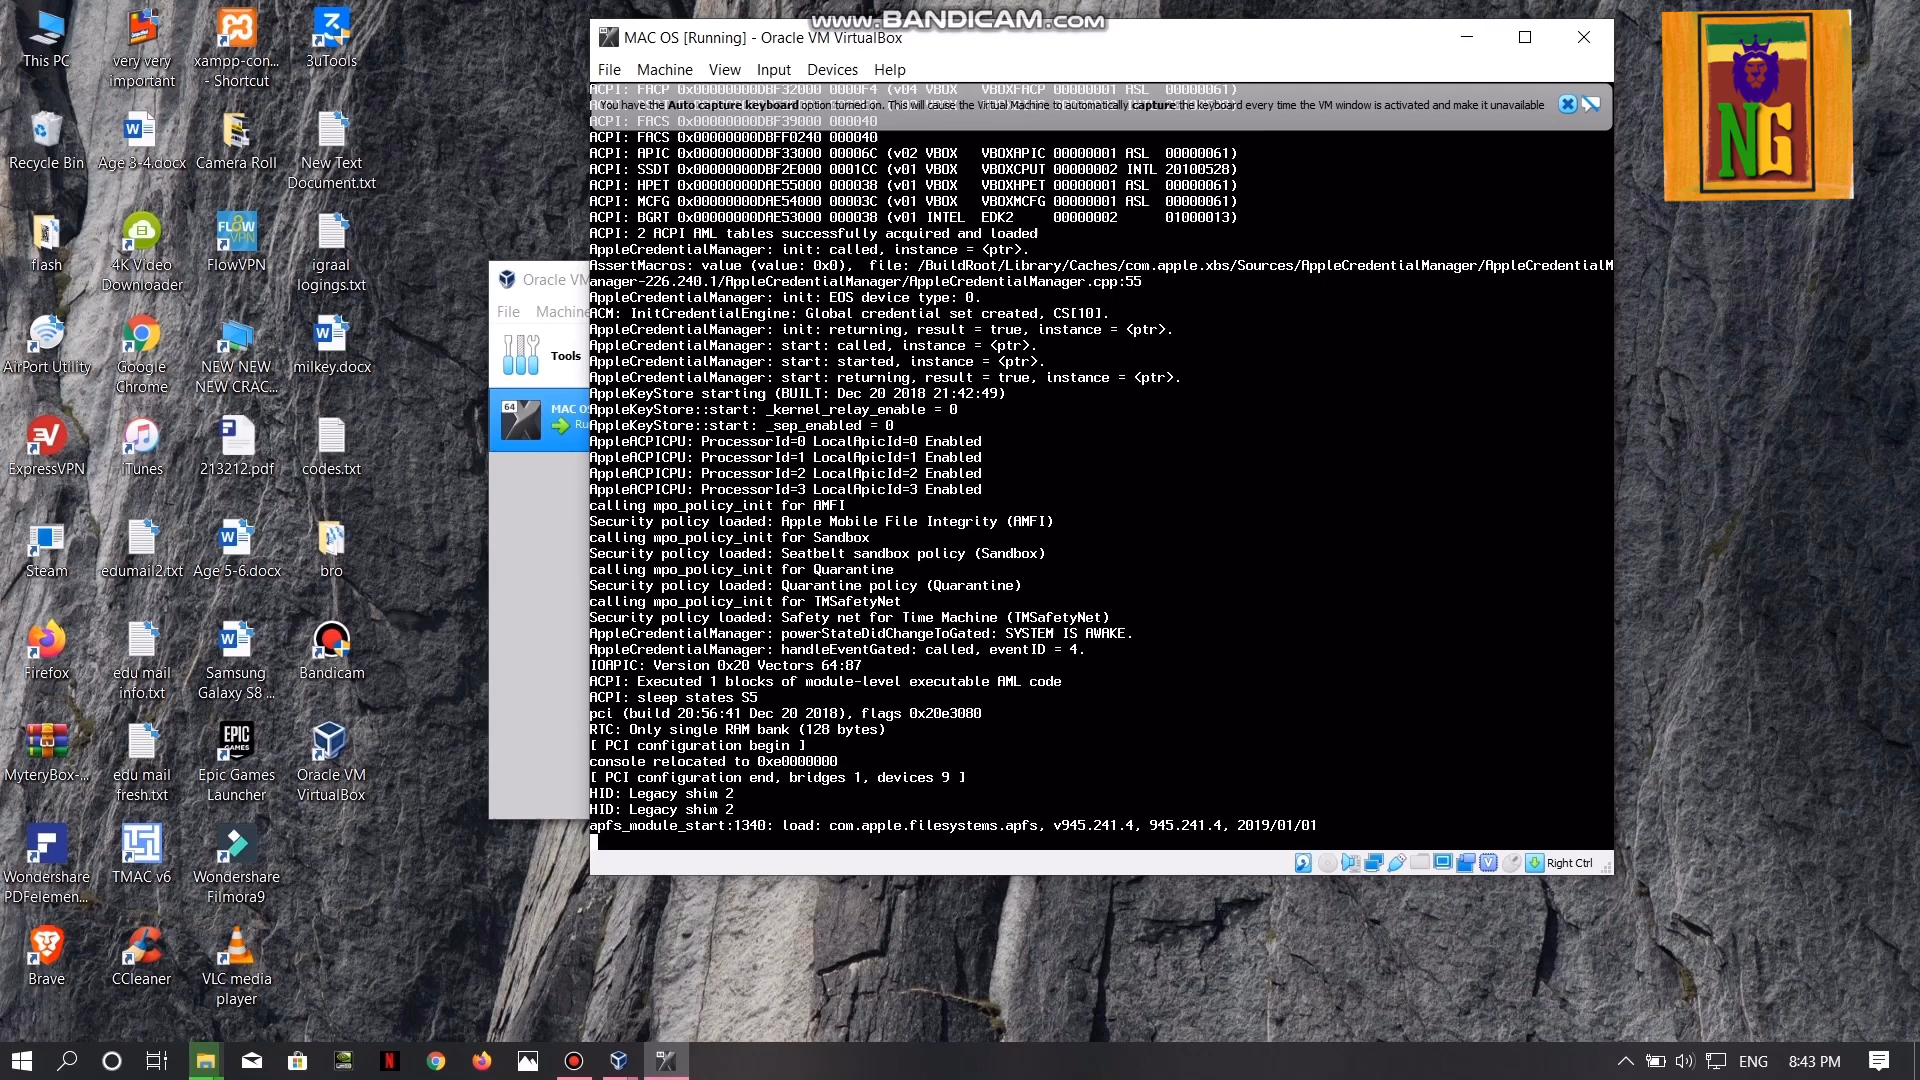 www.BANDICAM.com
This PC
very very important
xampp-con... - Shortcut
3uTools
Recycle Bin
Age 3-4.docx
Camera Roll
New Text Document.txt
flash
4K Video Downloader
FlowVPN
igraal logings.txt
AirPort Utility
Google Chrome
NEW NEW NEW CRAC...
milkey.docx
ExpressVPN
iTunes
213212.pdf
codes.txt
Steam
edumail2.txt
Age 5-6.docx
bro
Firefox
edu mail info.txt
Samsung Galaxy S8 ...
Bandicam
MyteryBox-...
edu mail fresh.txt
Epic Games Launcher
Oracle VM VirtualBox
Wondershare PDFelemen...
TMAC v6
Wondershare Filmora9
Brave
CCleaner
VLC media player
FLOW VPN
EPIC GAMES
NG
Oracle VM
File Machine
Tools
64
MAC OS
Ru
MAC OS [Running] - Oracle VM VirtualBox
File Machine View Input Devices Help
ACPI: FACP 0x00000000DBF32000 0000F4 (v04 VBOX VBOXFACP 00000001 ASL 00000061)
You have the Auto capture keyboard option turned on. This will cause the Virtual Machine to automatically capture the keyboard every time the VM window is activated and make it unavailable
ACPI: FACS 0x00000000DBF39000 000040
ACPI: FACS 0x00000000DBFF0240 000040
ACPI: APIC 0x00000000DBF33000 00006C (v02 VBOX VBOXAPIC 00000001 ASL 00000061)
ACPI: SSDT 0x00000000DBF2E000 0001CC (v01 VBOX VBOXCPUT 00000002 INTL 20100528)
ACPI: HPET 0x00000000DAE55000 000038 (v01 VBOX VBOXHPET 00000001 ASL 00000061)
ACPI: MCFG 0x00000000DAE54000 00003C (v01 VBOX VBOXMCFG 00000001 ASL 00000061)
ACPI: BGRT 0x00000000DAE53000 000038 (v01 INTEL EDK2 00000002 01000013)
ACPI: 2 ACPI AML tables successfully acquired and loaded
AppleCredentialManager: init: called, instance = <ptr>.
AssertMacros: value (value: 0x0), file: /BuildRoot/Library/Caches/com.apple.xbs/Sources/AppleCredentialManager/AppleCredentialM
anager-226.240.1/AppleCredentialManager/AppleCredentialManager.cpp:55
AppleCredentialManager: init: EOS device type: 0.
ACM: InitCredentialEngine: Global credential set created, CS[10].
AppleCredentialManager: init: returning, result = true, instance = <ptr>.
AppleCredentialManager: start: called, instance = <ptr>.
AppleCredentialManager: start: started, instance = <ptr>.
AppleCredentialManager: start: returning, result = true, instance = <ptr>.
AppleKeyStore starting (BUILT: Dec 20 2018 21:42:49)
AppleKeyStore::start: _kernel_relay_enable = 0
AppleKeyStore::start: _sep_enabled = 0
AppleACPICPU: ProcessorId=0 LocalApicId=0 Enabled
AppleACPICPU: ProcessorId=1 LocalApicId=1 Enabled
AppleACPICPU: ProcessorId=2 LocalApicId=2 Enabled
AppleACPICPU: ProcessorId=3 LocalApicId=3 Enabled
calling mpo_policy_init for AMFI
Security policy loaded: Apple Mobile File Integrity (AMFI)
calling mpo_policy_init for Sandbox
Security policy loaded: Seatbelt sandbox policy (Sandbox)
calling mpo_policy_init for Quarantine
Security policy loaded: Quarantine policy (Quarantine)
calling mpo_policy_init for TMSafetyNet
Security policy loaded: Safety net for Time Machine (TMSafetyNet)
AppleCredentialManager: powerStateDidChangeToGated: SYSTEM IS AWAKE.
AppleCredentialManager: handleEventGated: called, eventID = 4.
IOAPIC: Version 0x20 Vectors 64:87
ACPI: Executed 1 blocks of module-level executable AML code
ACPI: sleep states S5
pci (build 20:56:41 Dec 20 2018), flags 0x20e3080
RTC: Only single RAM bank (128 bytes)
[ PCI configuration begin ]
console relocated to 0xe0000000
[ PCI configuration end, bridges 1, devices 9 ]
HID: Legacy shim 2
HID: Legacy shim 2
apfs_module_start:1340: load: com.apple.filesystems.apfs, v945.241.4, 945.241.4, 2019/01/01
Right Ctrl
ENG
8:43 PM